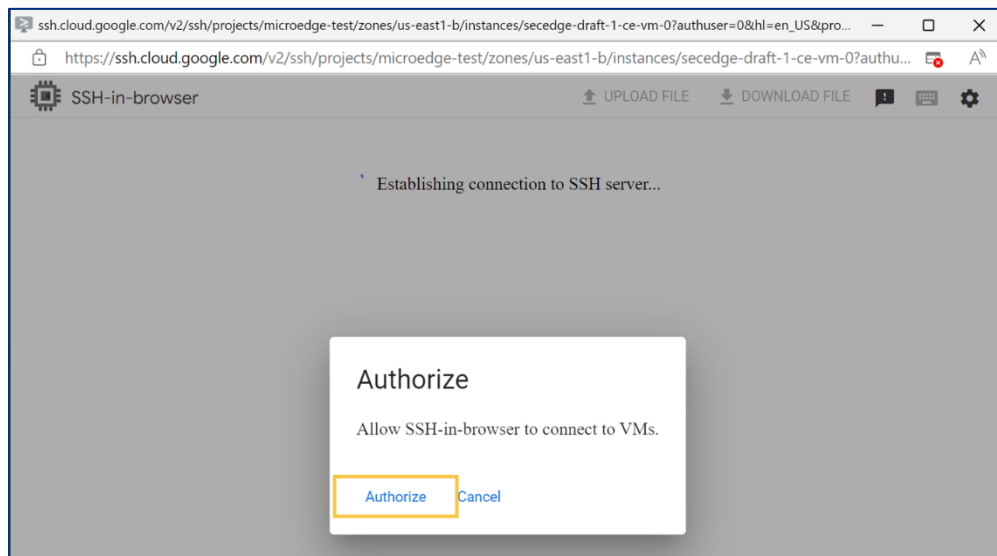 ssh.cloud.google.com/v2/ssh/projects/microedge-test/zones/us-east1-b/instances/secedge-draft-1-ce-vm-0?authuser=0&hl=en_US&pro...
https://ssh.cloud.google.com/v2/ssh/projects/microedge-test/zones/us-east1-b/instances/secedge-draft-1-ce-vm-0?authu...
SSH-in-browser UPLOAD FILE DOWNLOAD FILE
Establishing connection to SSH server...
Authorize
Allow SSH-in-browser to connect to VMs.
Authorize Cancel